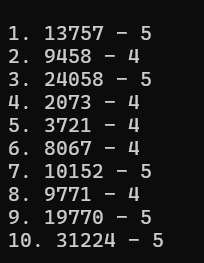 1. 13757 - 5
2. 9458 - 4
3. 24058 - 5
4. 2073 - 4
5. 3721 - 4
6. 8067 - 4
7. 10152 - 5
8. 9771 - 4
9. 19770 - 5
10. 31224 - 5